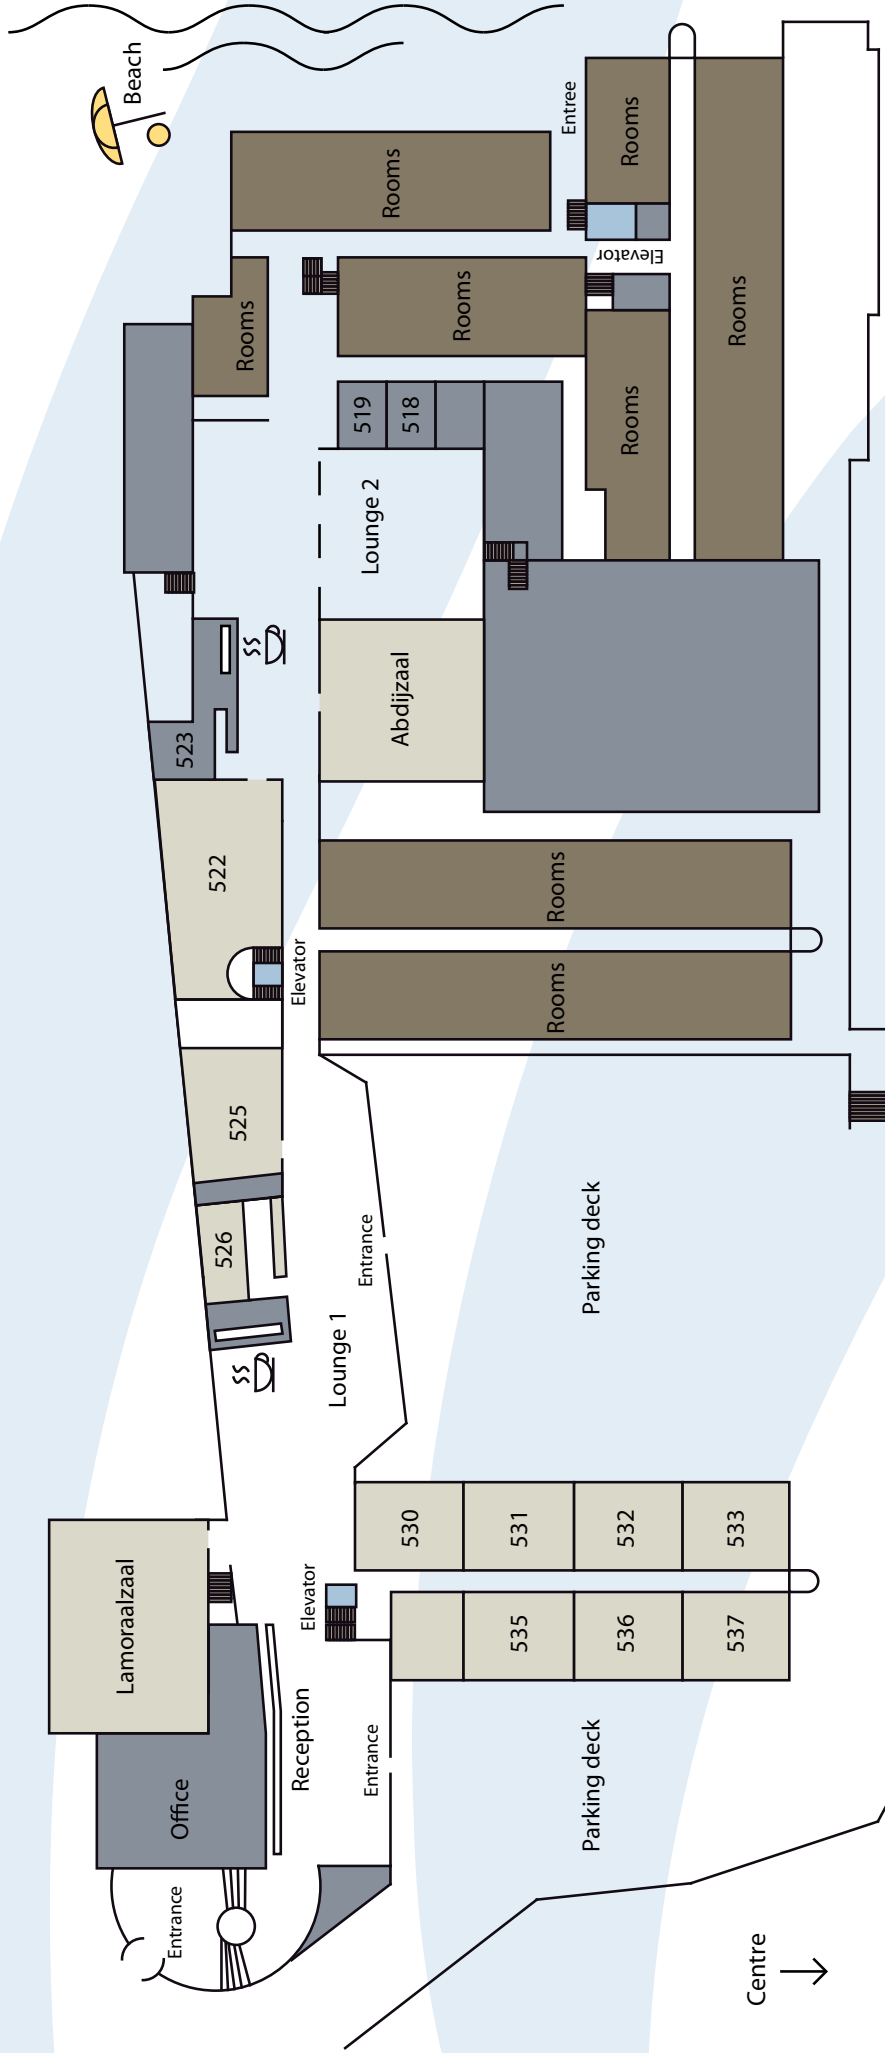 Beach
Entree
Rooms
Rooms
Elevator
Rooms
Rooms
Rooms
Rooms
519
518
Rooms
Lounge 2
523
Abdijzaal
522
Rooms
Elevator
Rooms
525
526
Entrance
Parking deck
Lounge 1
530
531
532
533
Lamoraalzaal
Elevator
535
536
537
Reception
Entrance
Parking deck
Office
Entrance
Centre